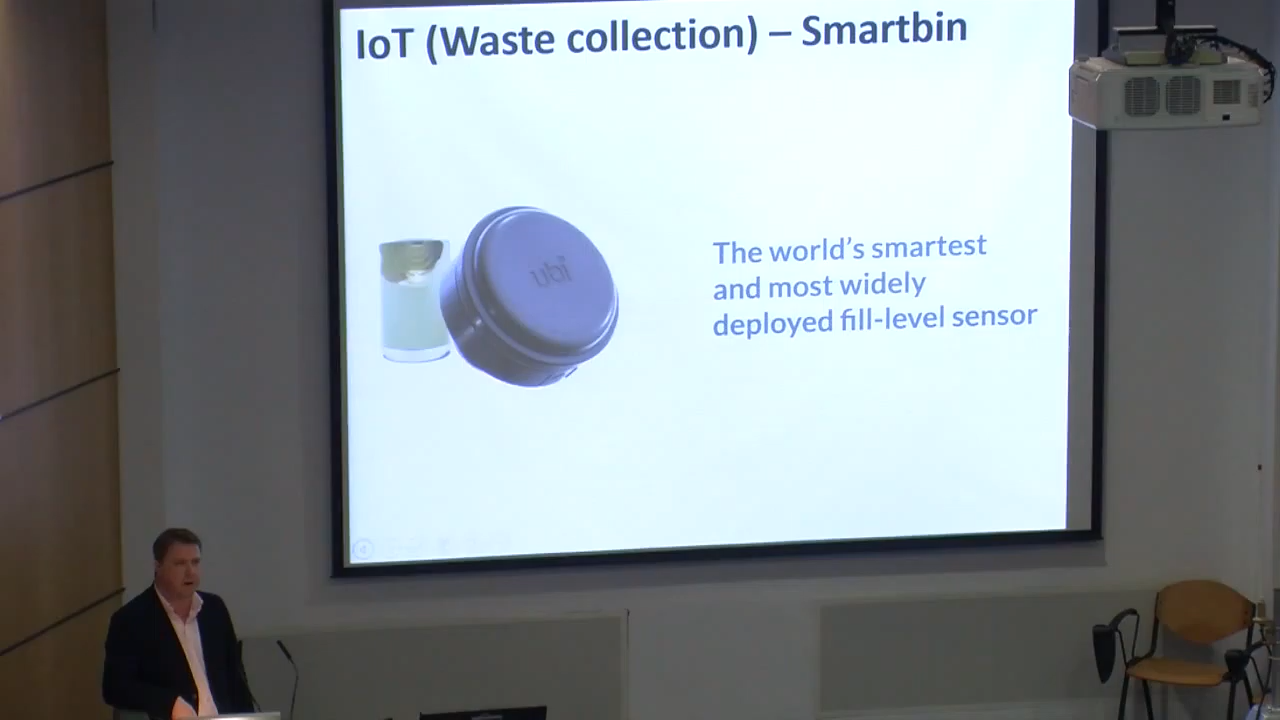 IoT (Waste collection) – Smartbin
ubi
The world's smartest
and most widely
deployed fill-level sensor